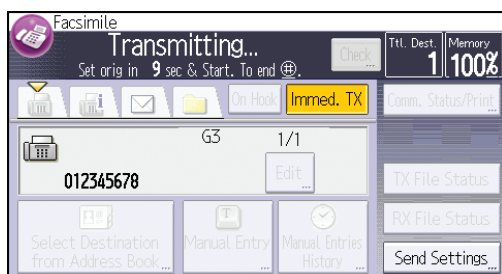 Facsimile
Transmitting...
Set orig in 9 sec & Start. To end #.
Check
Ttl. Dest. 1
Memory 100%
On Hook
Immed. TX
Comm. Status/Print
G3 1/1
012345678
Edit
TX File Status
RX File Status
Select Destination from Address Book
Manual Entry
Manual Entries History
Send Settings